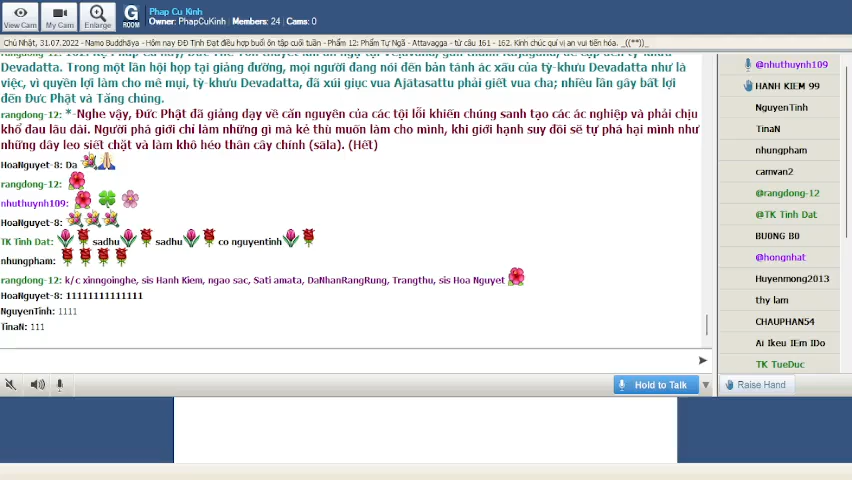 View Cam
My Cam
Enlarge
G
ROOM
Phap Cu Kinh
Owner: PhapCuKinh | Members: 24 | Cams: 0
Chủ Nhật, 31.07.2022 - Namo Buddhāya - Hôm nay ĐĐ Tịnh Đạt điều hợp buổi ôn tập cuối tuần - Phẩm 12: Phẩm Tự Ngã - Attavagga - từ câu 161 - 162. Kính chúc quí vị an vui tiến hóa. _((**))_
Devadatta. Trong một lần hội họp tại giảng đường, mọi người đang nói đến bản tánh ác xấu của tỳ-khưu Devadatta như là
việc, vì quyền lợi làm cho mê mụi, tỳ-khưu Devadatta, đã xúi giục vua Ajātasattu phải giết vua cha; nhiều lần gây bất lợi
đến Đức Phật và Tăng chúng.
rangdong-12: *-Nghe vậy, Đức Phật đã giảng dạy về căn nguyên của các tội lỗi khiến chúng sanh tạo các ác nghiệp và phải chịu
khổ đau lâu dài. Người phá giới chỉ làm những gì mà kẻ thù muốn làm cho mình, khi giới hạnh suy đồi sẽ tự phá hại mình như
những dây leo siết chặt và làm khô héo thân cây chính (sāla). (Hết)
HoaNguyet-8: Da
rangdong-12:
nhuthuynh109:
HoaNguyet-8:
TK Tinh Dat: sadhu sadhu co nguyentinh
nhungpham:
rangdong-12: k/c xinngoinghe, sis Hanh Kiem, ngao sac, Sati amata, DaNhanRangRung, Trangthu, sis Hoa Nguyet
HoaNguyet-8: 11111111111111
NguyenTinh: 1111
TinaN: 111
Hold to Talk
@nhuthuynh109
HANH KIEM 99
NguyenTinh
TinaN
nhungpham
camvan2
@rangdong-12
@TK Tinh Dat
BU0NG B0
@hongnhat
Huyenmong2013
thy lam
CHAUPHAN54
Ai Ikeu IEm IDo
TK TueDuc
Raise Hand